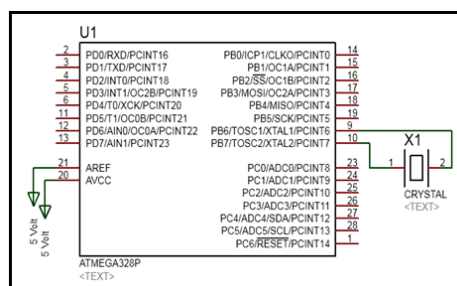 U1
2 PD0/RXD/PCINT16 PB0/ICP1/CLKO/PCINT0 14
3 PD1/TXD/PCINT17 PB1/OC1A/PCINT1 15
4 PD2/INT0/PCINT18 PB2/SS/OC1B/PCINT2 16
5 PD3/INT1/OC2B/PCINT19 PB3/MOSI/OC2A/PCINT3 17
6 PD4/T0/XCK/PCINT20 PB4/MISO/PCINT4 18
11 PD5/T1/OC0B/PCINT21 PB5/SCK/PCINT5 19
12 PD6/AIN0/OC0A/PCINT22 PB6/TOSC1/XTAL1/PCINT6 9
13 PD7/AIN1/PCINT23 PB7/TOSC2/XTAL2/PCINT7 10
X1
1 2
CRYSTAL
<TEXT>
21 AREF PC0/ADC0/PCINT8 23
20 AVCC PC1/ADC1/PCINT9 24
PC2/ADC2/PCINT10 25
PC3/ADC3/PCINT11 26
PC4/ADC4/SDA/PCINT12 27
PC5/ADC5/SCL/PCINT13 28
PC6/RESET/PCINT14 1
5 Volt
5 Volt
ATMEGA328P
<TEXT>